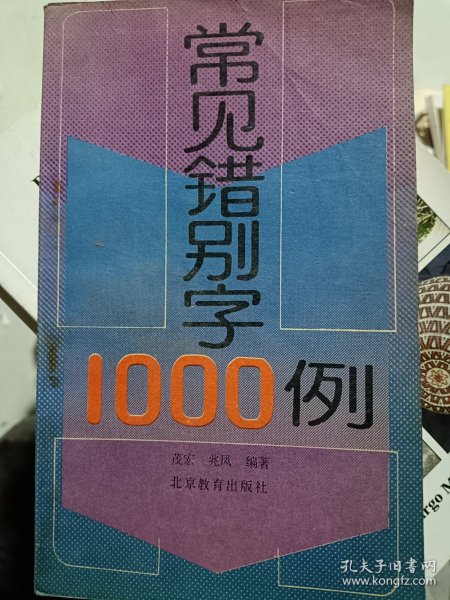 常见错别字
1000例
茂宏 兆凤 编著
北京教育出版社
argo M
孔夫子旧书网
www.kongfz.com